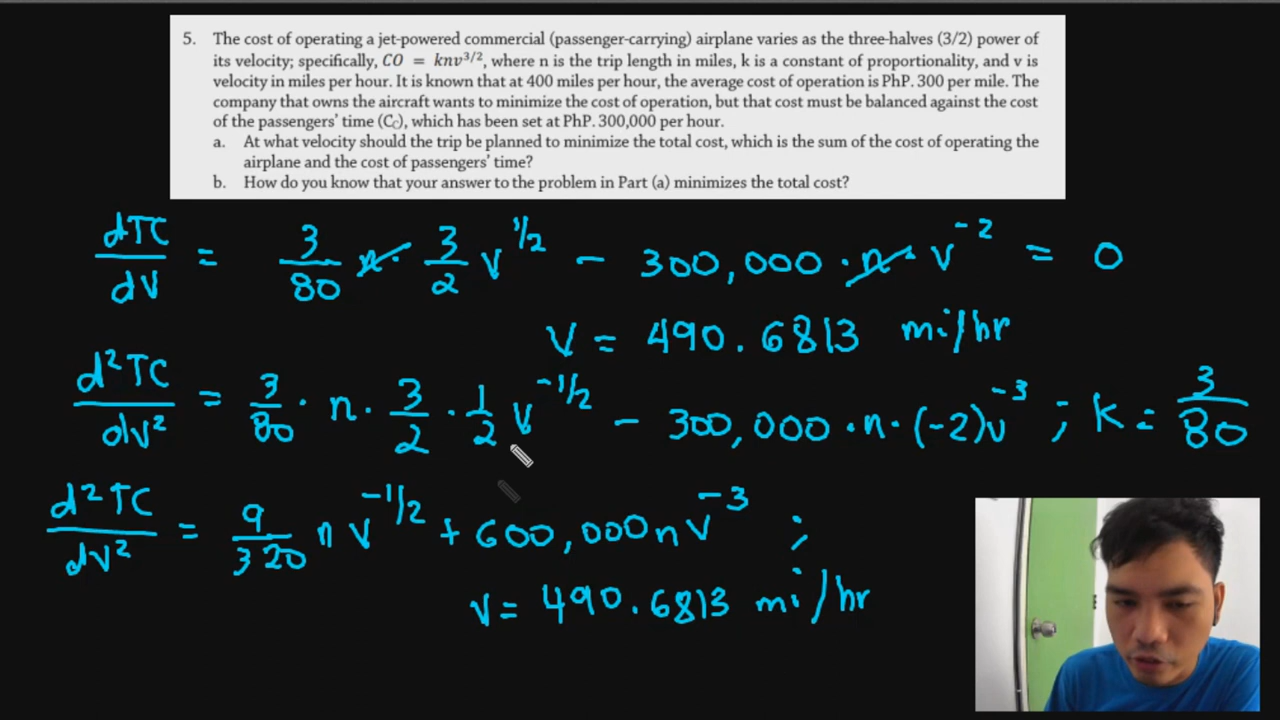 5. The cost of operating a jet-powered commercial (passenger-carrying) airplane varies as the three-halves (3/2) power of
its velocity; specifically, CO = knv^3/2, where n is the trip length in miles, k is a constant of proportionality, and v is
velocity in miles per hour. It is known that at 400 miles per hour, the average cost of operation is PhP. 300 per mile. The
company that owns the aircraft wants to minimize the cost of operation, but that cost must be balanced against the cost
of the passengers' time (Cc), which has been set at PhP. 300,000 per hour.
a. At what velocity should the trip be planned to minimize the total cost, which is the sum of the cost of operating the
airplane and the cost of passengers' time?
b. How do you know that your answer to the problem in Part (a) minimizes the total cost?
dTC/dV = 3/80 n · 3/2 v^1/2 - 300,000 · n · v^-2 = 0
V = 490.6813 mi/hr
d²TC/dv² = 3/80 · n · 3/2 · 1/2 v^-1/2 - 300,000 · n · (-2)v^-3 ; k = 3/80
d²TC/dv² = 9/320 n v^-1/2 + 600,000 n v^-3 ;
v = 490.6813 mi/hr